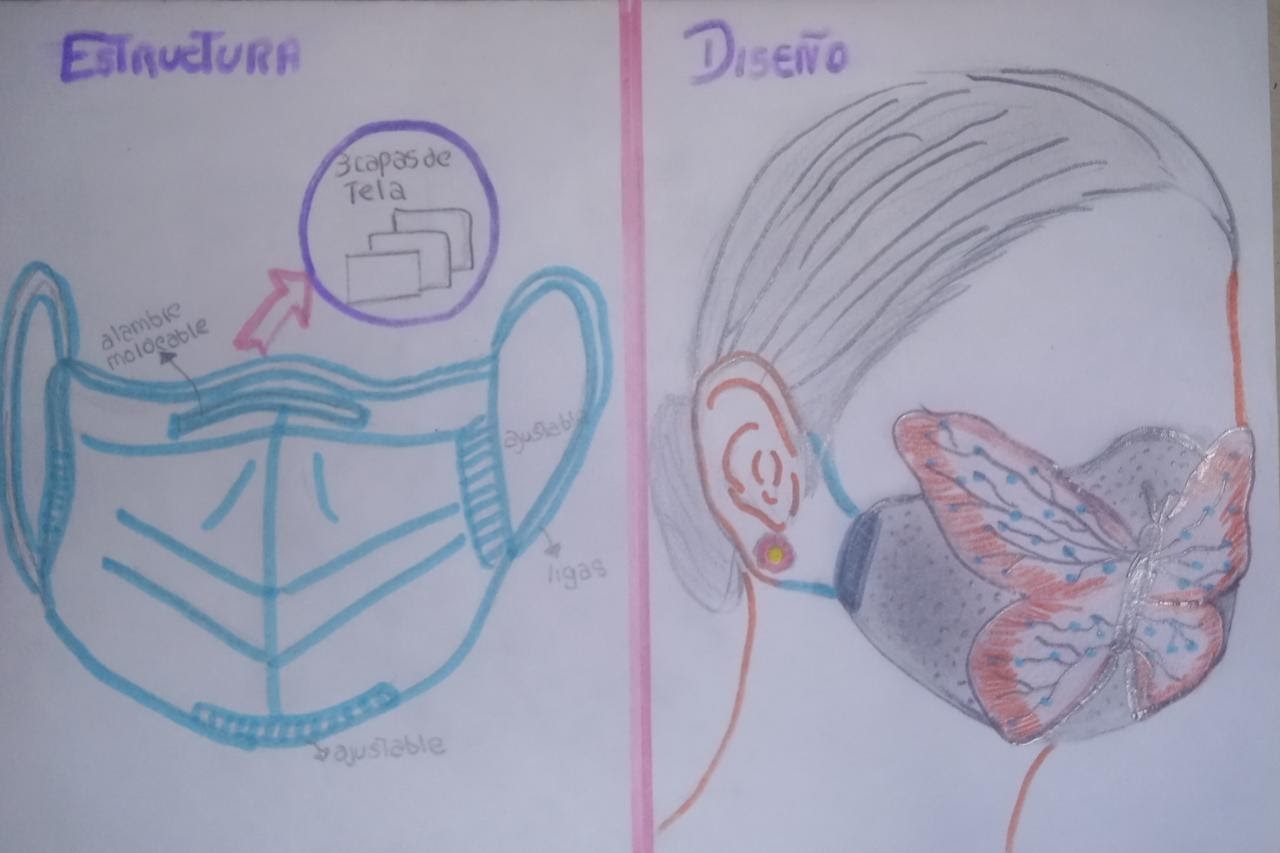 ESTRUCTURA
3 capas de
Tela
alambre
moldeable
ajustable
ligas
ajustable
DISEÑO